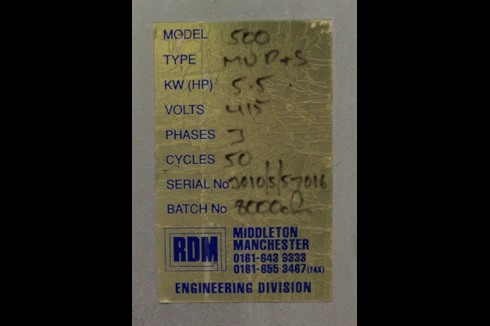 MODEL 500
TYPE MU D+S
KW (HP) 5.5
VOLTS 415
PHASES 3
CYCLES 50
SERIAL No
BATCH No
RDM
MIDDLETON
MANCHESTER
0161-643 6333
0161-655 3467 (FAX)
ENGINEERING DIVISION